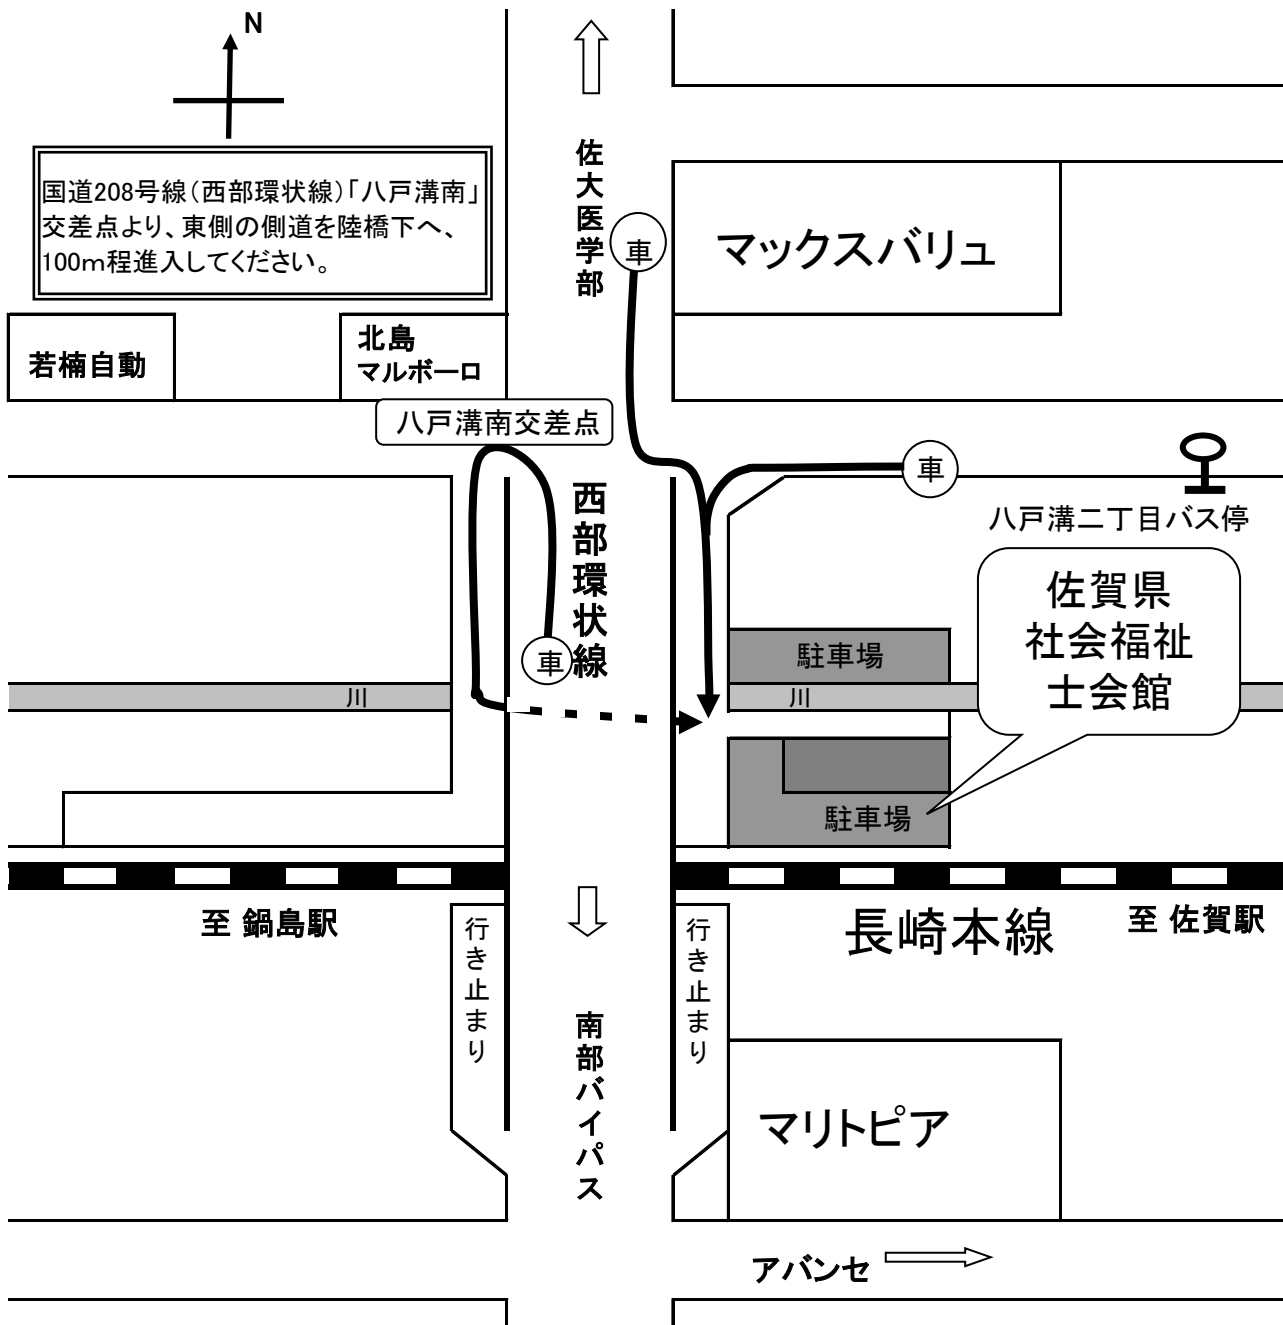 N
国道208号線(西部環状線)「八戸溝南」
交差点より、東側の側道を陸橋下へ、
100m程進入してください。
佐大医学部
車
マックスバリュ
若楠自動
北島
マルボーロ
八戸溝南交差点
車
西部環状線
八戸溝二丁目バス停
佐賀県
社会福祉
士会館
駐車場
車
川
川
駐車場
至 鍋島駅
行き止まり
行き止まり
長崎本線
至 佐賀駅
南部バイパス
マリトピア
アバンセ